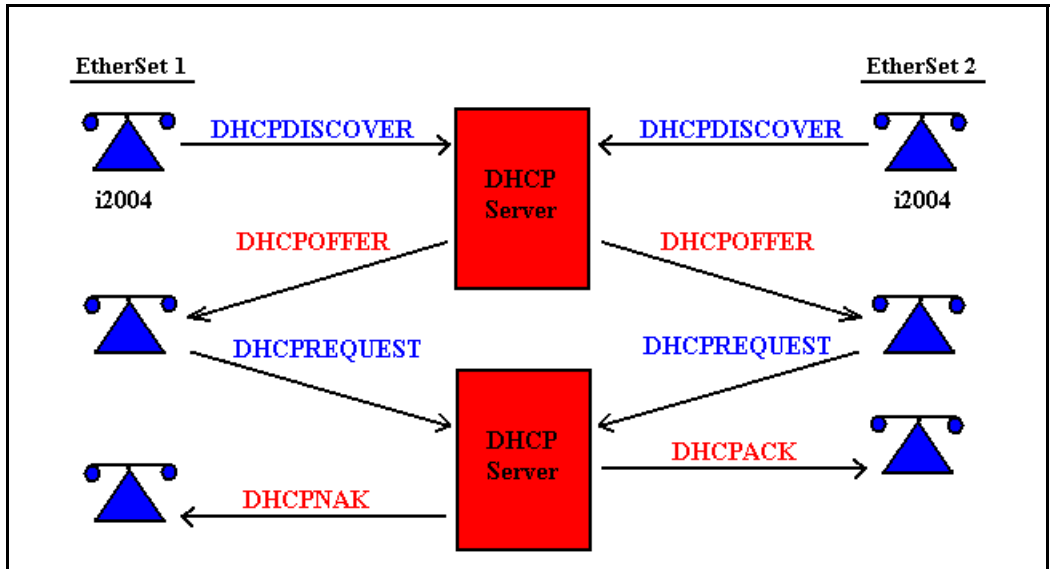 EtherSet 1
EtherSet 2
DHCPDISCOVER
DHCPDISCOVER
i2004
DHCP
Server
i2004
DHCPOFFER
DHCPOFFER
DHCPREQUEST
DHCPREQUEST
DHCP
Server
DHCPACK
DHCPNAK